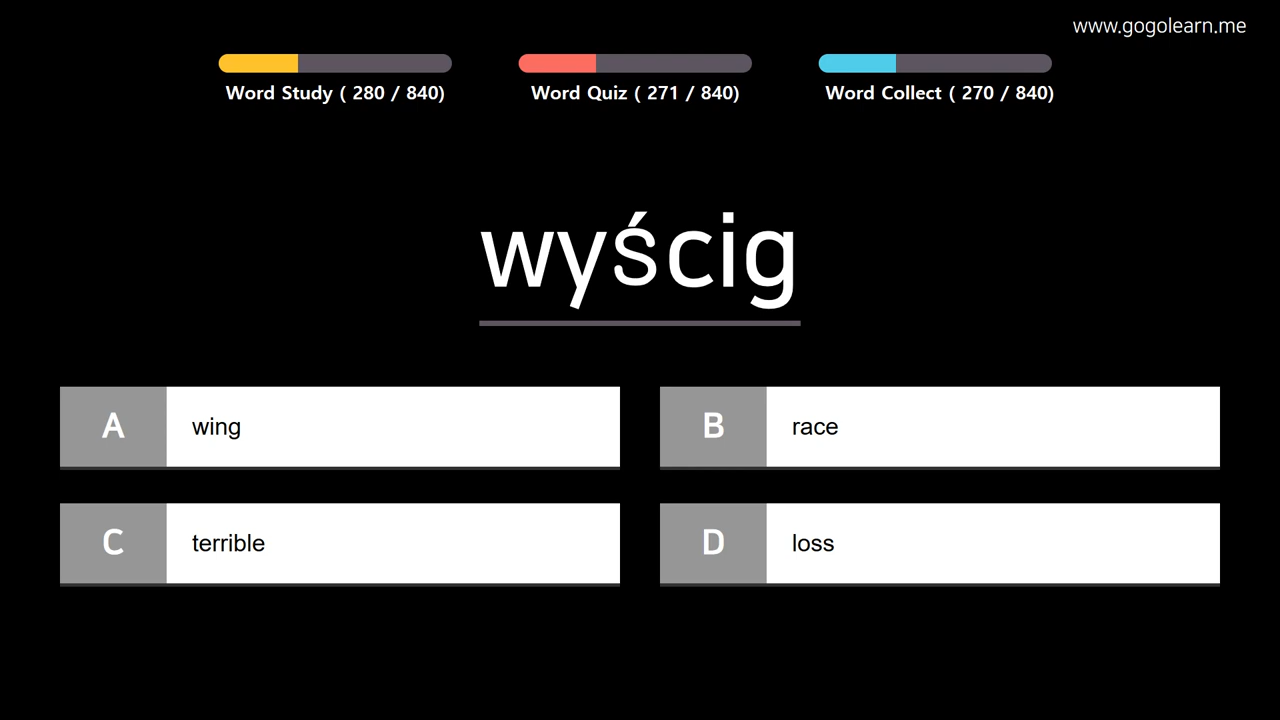 www.gogolearn.me
Word Study ( 280 / 840)
Word Quiz ( 271 / 840)
Word Collect ( 270 / 840)
wyścig
A wing
B race
C terrible
D loss